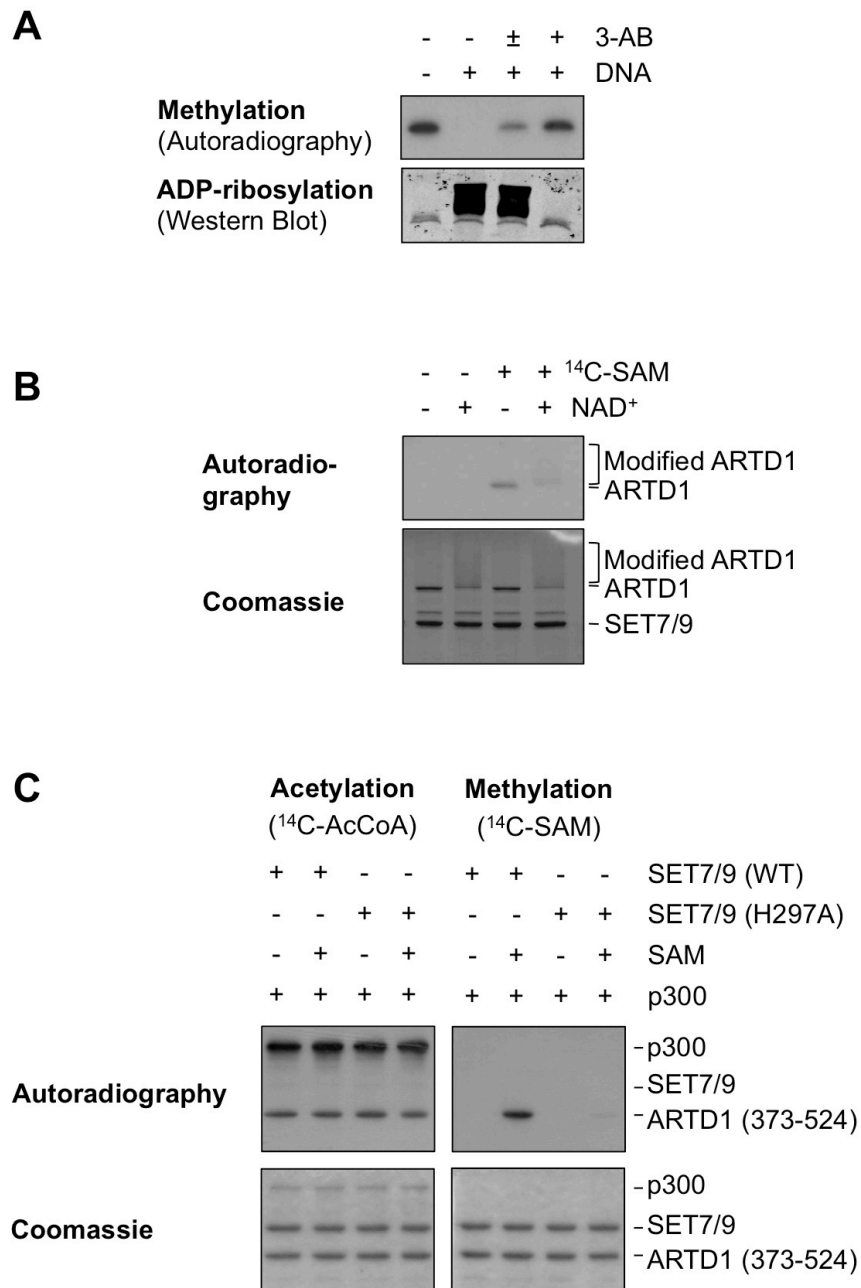 A
- - ± + 3-AB
- + + + DNA
Methylation
(Autoradiography)
ADP-ribosylation
(Western Blot)
B
- - + + ¹⁴C-SAM
- + - + NAD⁺
Autoradio-
graphy
Modified ARTD1
ARTD1
Coomassie
Modified ARTD1
ARTD1
SET7/9
C
Acetylation Methylation
(¹⁴C-AcCoA) (¹⁴C-SAM)
+ + - - + + - - SET7/9 (WT)
- - + + - - + + SET7/9 (H297A)
- + - + - + - + SAM
+ + + + + + + + p300
Autoradiography
p300
SET7/9
ARTD1 (373-524)
Coomassie
p300
SET7/9
ARTD1 (373-524)